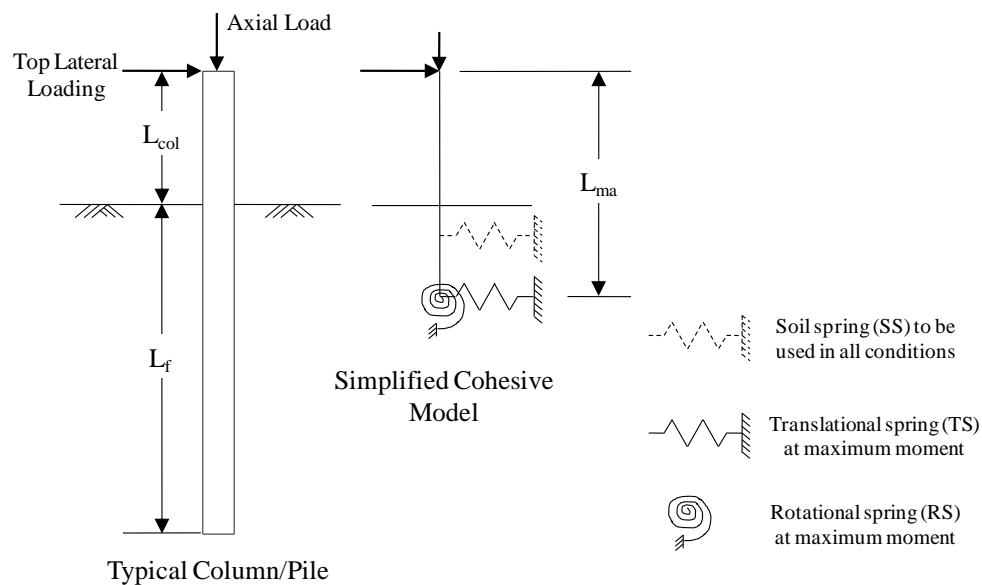 Axial Load
Top Lateral
Loading
L_col
L_ma
L_f
Simplified Cohesive
Model
Typical Column/Pile
Soil spring (SS) to be
used in all conditions
Translational spring (TS)
at maximum moment
Rotational spring (RS)
at maximum moment